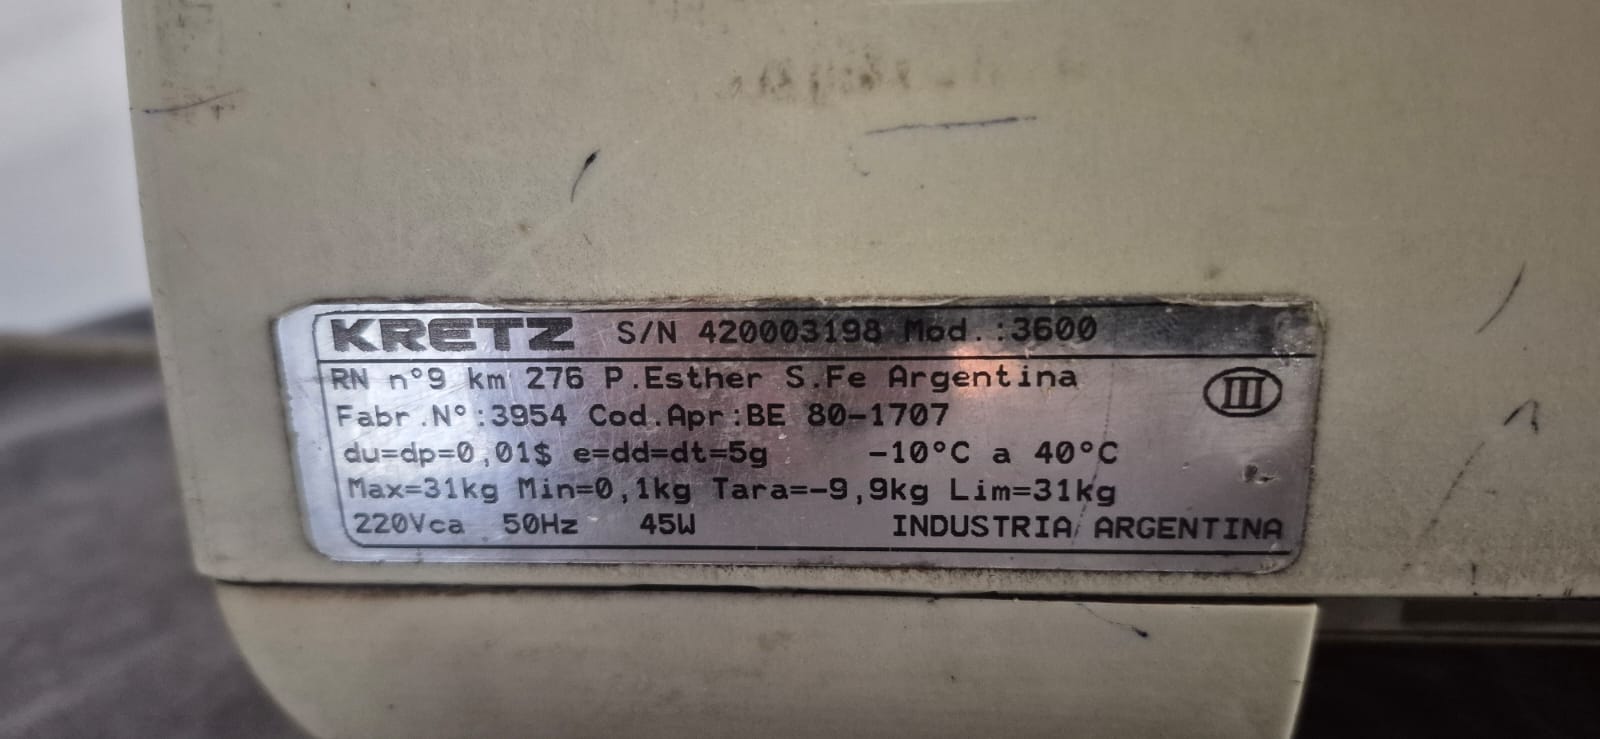 KRETZ S/N 420003198 Mod.:3600
RN n°9 km 276 P.Esther S.Fe Argentina
III
Fabr.N°:3954 Cod.Apr:BE 80-1707
du=dp=0,01$ e=dd=dt=5g -10°C a 40°C
Max=31kg Min=0,1kg Tara=-9,9kg Lim=31kg
220Vca 50Hz 45W INDUSTRIA ARGENTINA